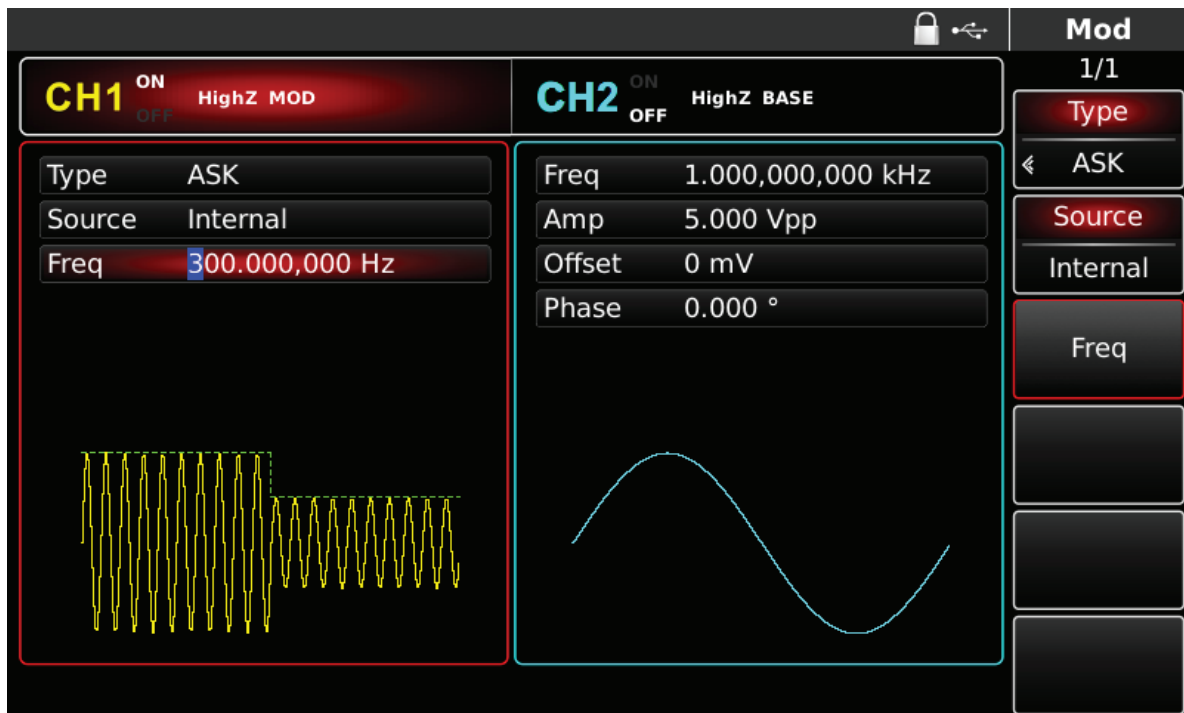 Mod
1/1
CH1 ON OFF HighZ MOD
CH2 ON OFF HighZ BASE
Type ASK
Source Internal
Freq 300.000,000 Hz
Freq 1.000,000,000 kHz
Amp 5.000 Vpp
Offset 0 mV
Phase 0.000 °
Type
ASK
Source
Internal
Freq